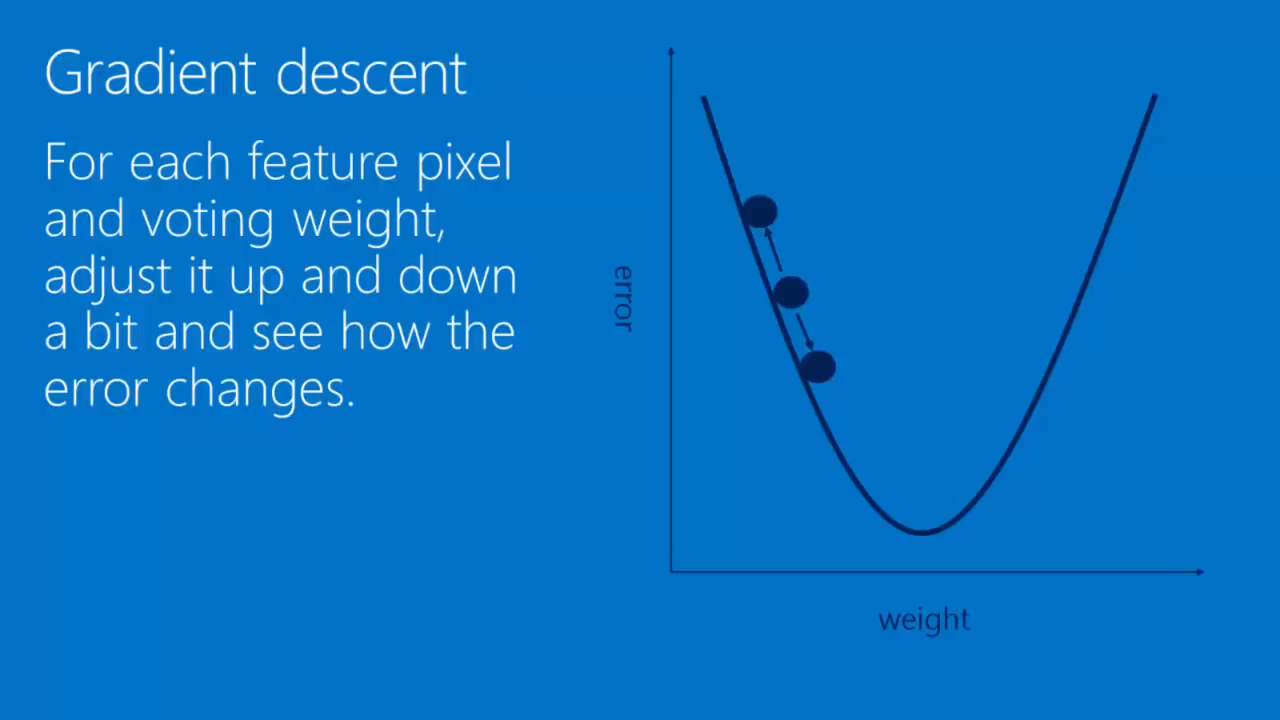 Gradient descent
For each feature pixel
and voting weight,
adjust it up and down
a bit and see how the
error changes.
error
weight